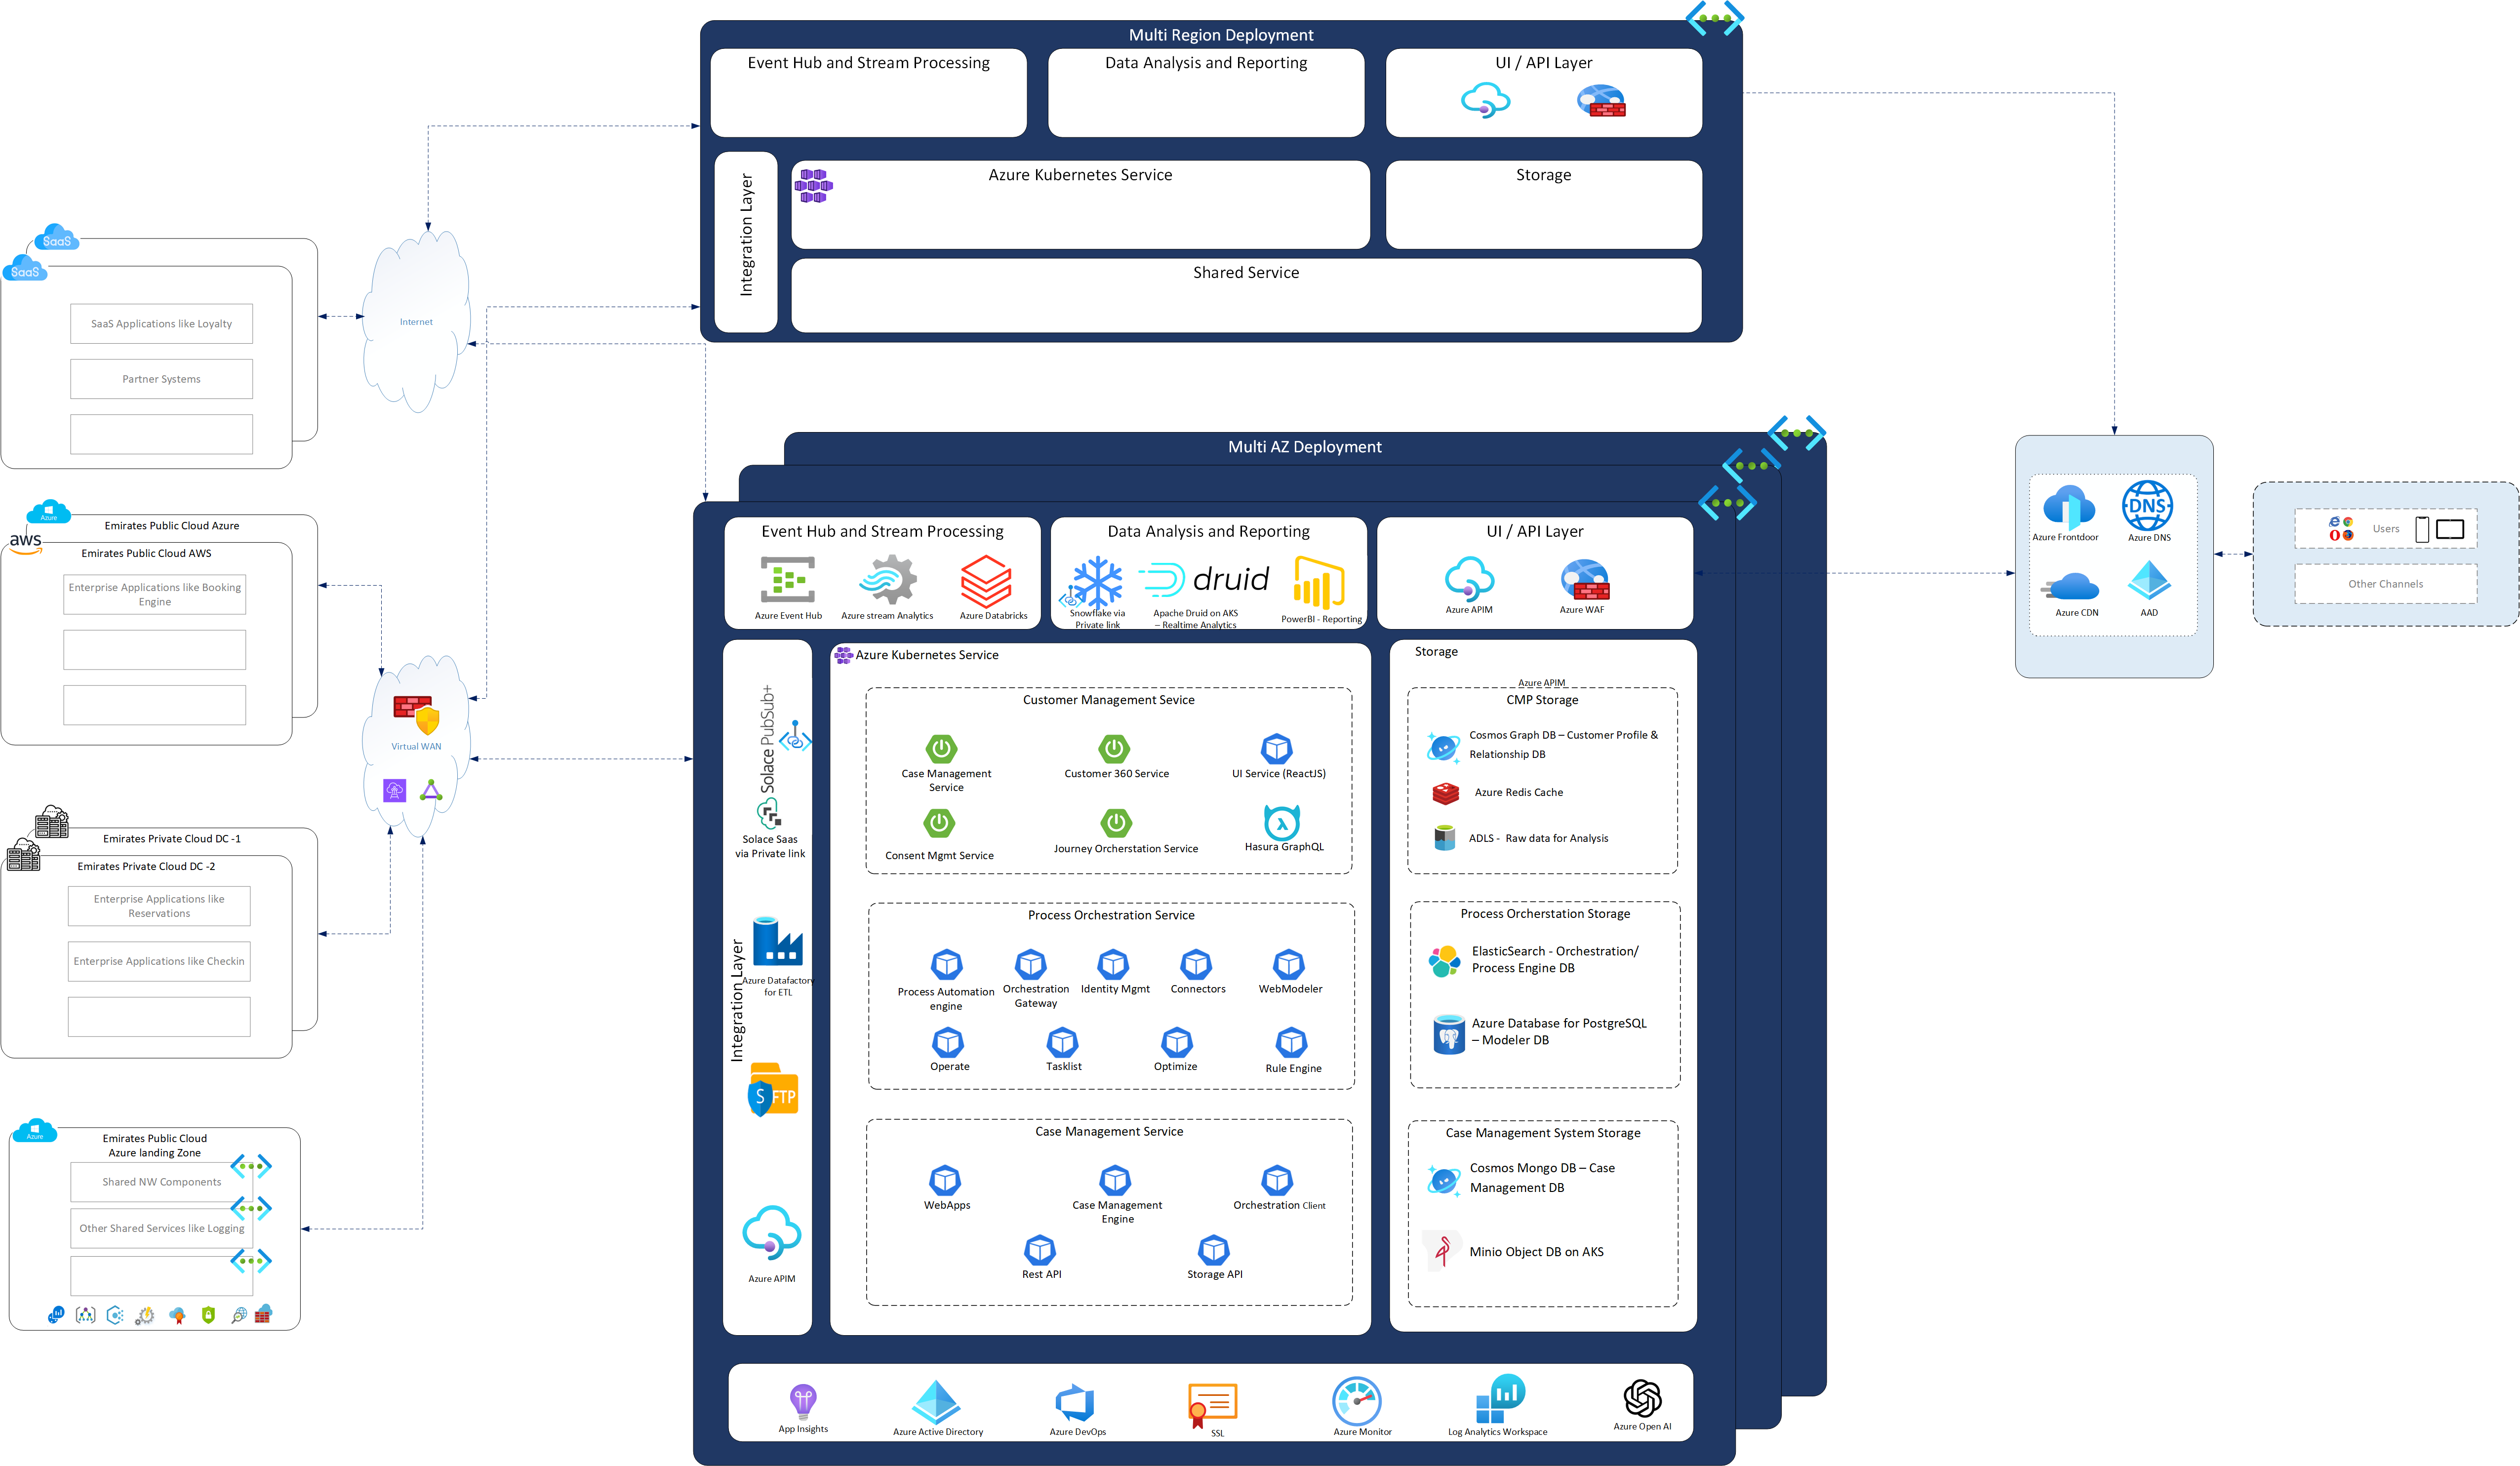 Multi Region Deployment
Event Hub and Stream Processing
Data Analysis and Reporting
UI / API Layer
Integration Layer
Azure Kubernetes Service
Storage
Shared Service
SaaS
SaaS
SaaS Applications like Loyalty
Partner Systems
Internet
Azure
Emirates Public Cloud Azure
aws
Emirates Public Cloud AWS
Enterprise Applications like Booking
Engine
Virtual WAN
Emirates Private Cloud DC -1
Emirates Private Cloud DC -2
Enterprise Applications like
Reservations
Enterprise Applications like Checkin
Azure
Emirates Public Cloud
Azure landing Zone
Shared NW Components
Other Shared Services like Logging
Multi AZ Deployment
Event Hub and Stream Processing
Azure Event Hub
Azure stream Analytics
Azure Databricks
Data Analysis and Reporting
Snowflake via
Private link
druid
Apache Druid on AKS
– Realtime Analytics
PowerBI - Reporting
UI / API Layer
Azure APIM
Azure WAF
Solace PubSub+
Solace Saas
via Private link
Integration Layer
Azure Datafactory
for ETL
SFTP
Azure APIM
Azure Kubernetes Service
Customer Management Sevice
Case Management
Service
Customer 360 Service
UI Service (ReactJS)
Consent Mgmt Service
Journey Orcherstation Service
Hasura GraphQL
Process Orchestration Service
Process Automation
engine
Orchestration
Gateway
Identity Mgmt
Connectors
WebModeler
Operate
Tasklist
Optimize
Rule Engine
Case Management Service
WebApps
Case Management
Engine
Orchestration Client
Rest API
Storage API
Storage
Azure APIM
CMP Storage
Cosmos Graph DB – Customer Profile &
Relationship DB
Azure Redis Cache
ADLS - Raw data for Analysis
Process Orcherstation Storage
ElasticSearch - Orchestration/
Process Engine DB
Azure Database for PostgreSQL
– Modeler DB
Case Management System Storage
Cosmos Mongo DB – Case
Management DB
Minio Object DB on AKS
App Insights
Azure Active Directory
Azure DevOps
SSL
Azure Monitor
Log Analytics Workspace
Azure Open AI
Azure Frontdoor
DNS
Azure DNS
Azure CDN
AAD
Users
Other Channels